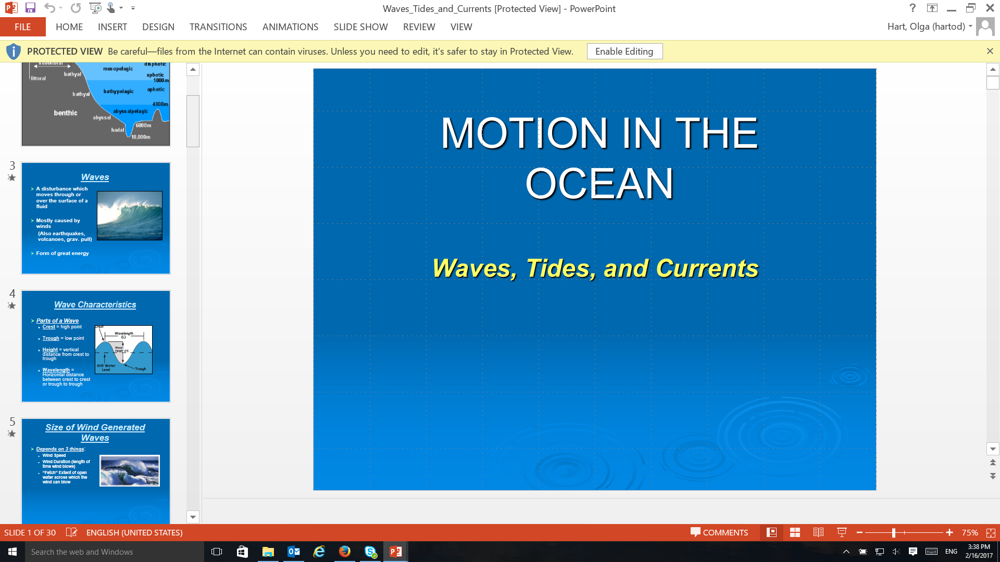 Waves_Tides_and_Currents [Protected View] - PowerPoint
?
FILE HOME INSERT DESIGN TRANSITIONS ANIMATIONS SLIDE SHOW REVIEW VIEW
Hart, Olga (hartod)
PROTECTED VIEW Be careful—files from the Internet can contain viruses. Unless you need to edit, it's safer to stay in Protected View. Enable Editing
sublittoral
mesopelagic
disphotic
littoral
bathyal
aphotic
1000m
bathyal
bathypelagic
aphotic
4000m
benthic
abyssalpelagic
abyssal
6000m
hadal
10,000m
3
Waves
A disturbance which
moves through or
over the surface of a
fluid
Mostly caused by
winds
(Also earthquakes,
volcanoes, grav. pull)
Form of great energy
4
Wave Characteristics
Parts of a Wave
Crest = high point
Trough = low point
Height = vertical
distance from crest to
trough
Wavelength =
Horizontal distance
between crest to crest
or trough to trough
Crest
Wavelength
(L)
Wave
Height (H)
Still Water
Level
Trough
5
Size of Wind Generated
Waves
Depends on 3 things:
Wind Speed
Wind Duration (length of
time wind blows)
“Fetch” Extent of open
water across which the
wind can blow
MOTION IN THE
OCEAN
Waves, Tides, and Currents
SLIDE 1 OF 30 ENGLISH (UNITED STATES) COMMENTS 75%
Search the web and Windows
ENG
3:38 PM
2/16/2017